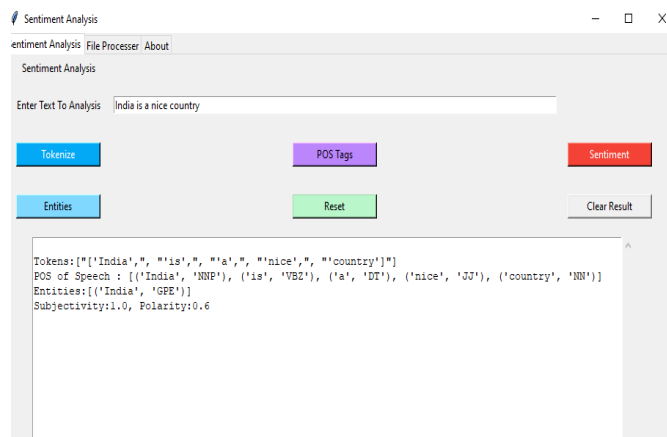 Sentiment Analysis
entiment Analysis File Processer About
Sentiment Analysis
Enter Text To Analysis India is a nice country
Tokenize POS Tags Sentiment
Entities Reset Clear Result
Tokens:["['India',", "'is',", "'a',", "'nice',", "'country']"]
POS of Speech : [('India', 'NNP'), ('is', 'VBZ'), ('a', 'DT'), ('nice', 'JJ'), ('country', 'NN')]
Entities:[('India', 'GPE')]
Subjectivity:1.0, Polarity:0.6